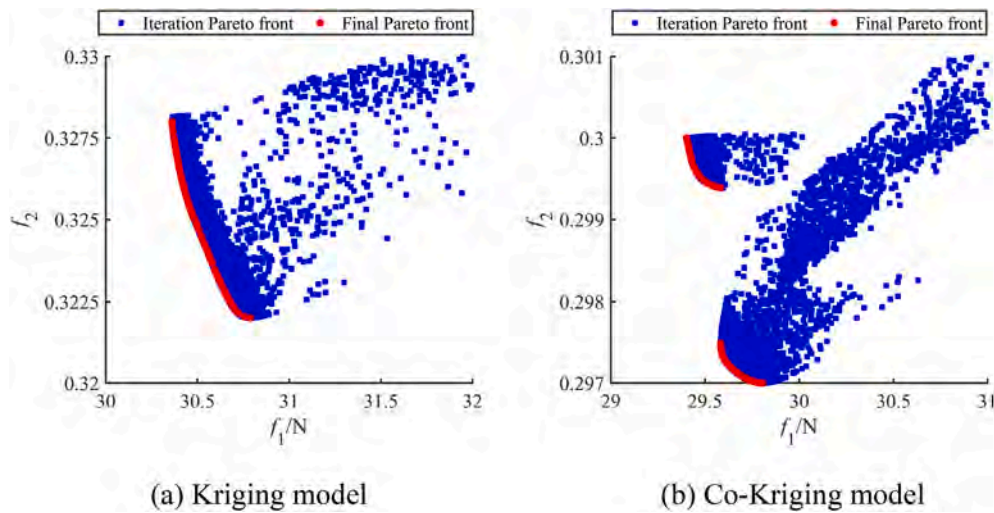 Iteration Pareto front Final Pareto front
0.33
0.3275
0.325
0.3225
0.32
f2
30 30.5 31 31.5 32
f1/N
(a) Kriging model
Iteration Pareto front Final Pareto front
0.301
0.3
0.299
0.298
0.297
f2
29 29.5 30 30.5 31
f1/N
(b) Co-Kriging model